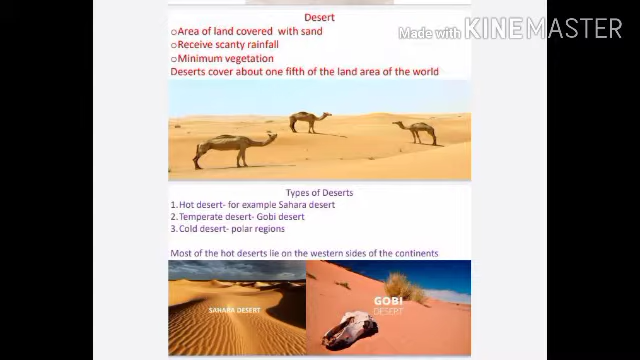 Desert
oArea of land covered with sand
oReceive scanty rainfall
oMinimum vegetation
Deserts cover about one fifth of the land area of the world
Made with KINEMASTER
Types of Deserts
1.Hot desert- for example Sahara desert
2.Temperate desert- Gobi desert
3.Cold desert- polar regions
Most of the hot deserts lie on the western sides of the continents
SAHARA DESERT
GOBI
DESERT